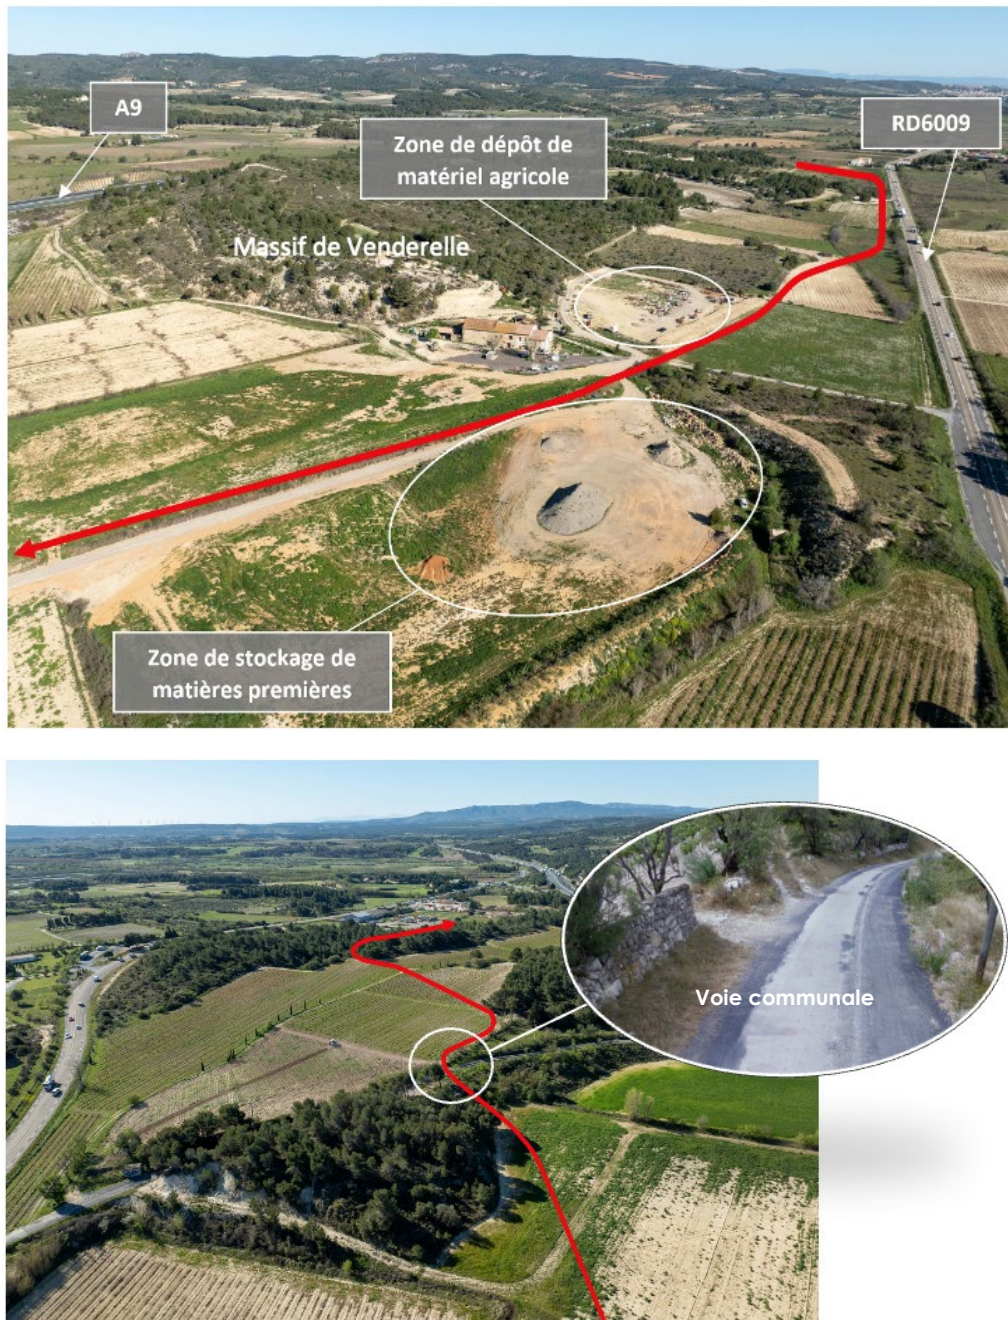 A9
Zone de dépôt de
matériel agricole
RD6009
Massif de Venderelle
Zone de stockage de
matières premières
Voie communale